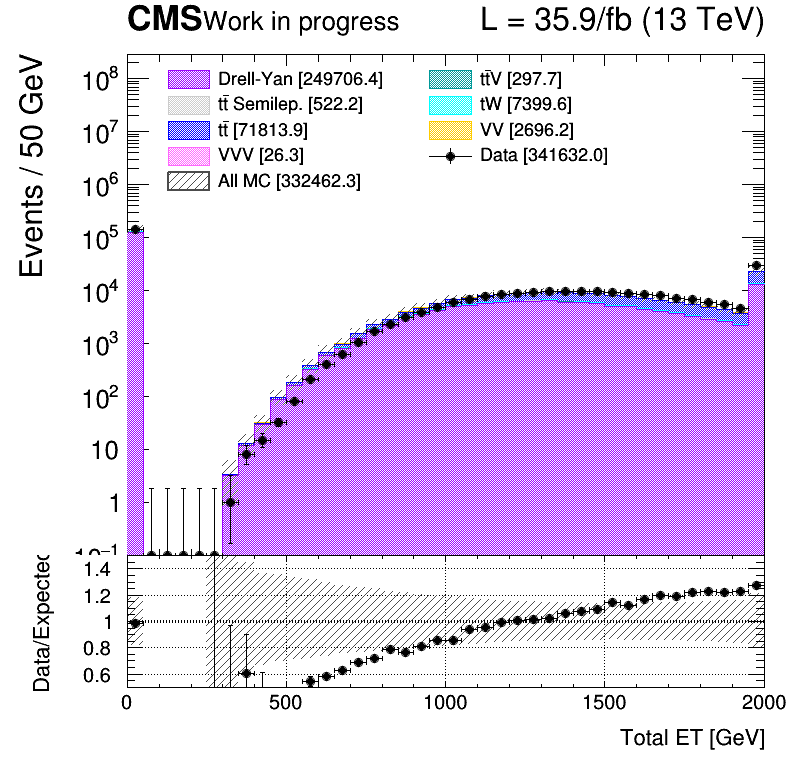 CMS Work in progress L = 35.9/fb (13 TeV)
Drell-Yan [249706.4] tt̄V [297.7]
tt̄ Semilep. [522.2] tW [7399.6]
tt̄ [71813.9] VV [2696.2]
VVV [26.3] Data [341632.0]
All MC [332462.3]
Events / 50 GeV
10⁸
10⁷
10⁶
10⁵
10⁴
10³
10²
10
1
10⁻¹
Data/Expected
1.4
1.2
1
0.8
0.6
0 500 1000 1500 2000
Total ET [GeV]